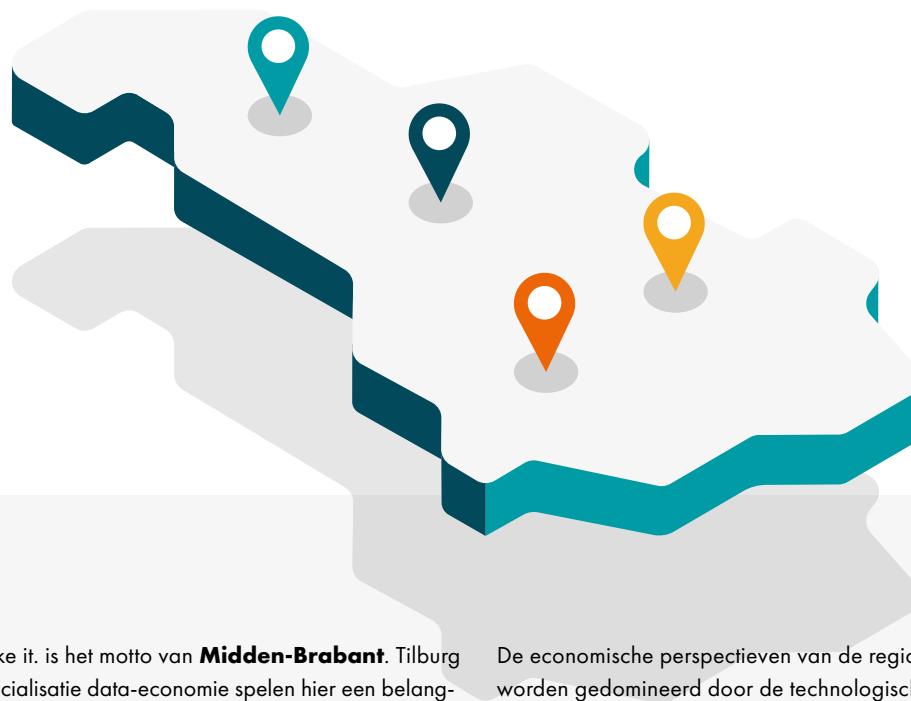 ke it. is het motto van Midden-Brabant. Tilburg
cialisatie data-economie spelen hier een belang-
De economische perspectieven van de regio
worden gedomineerd door de technologisch